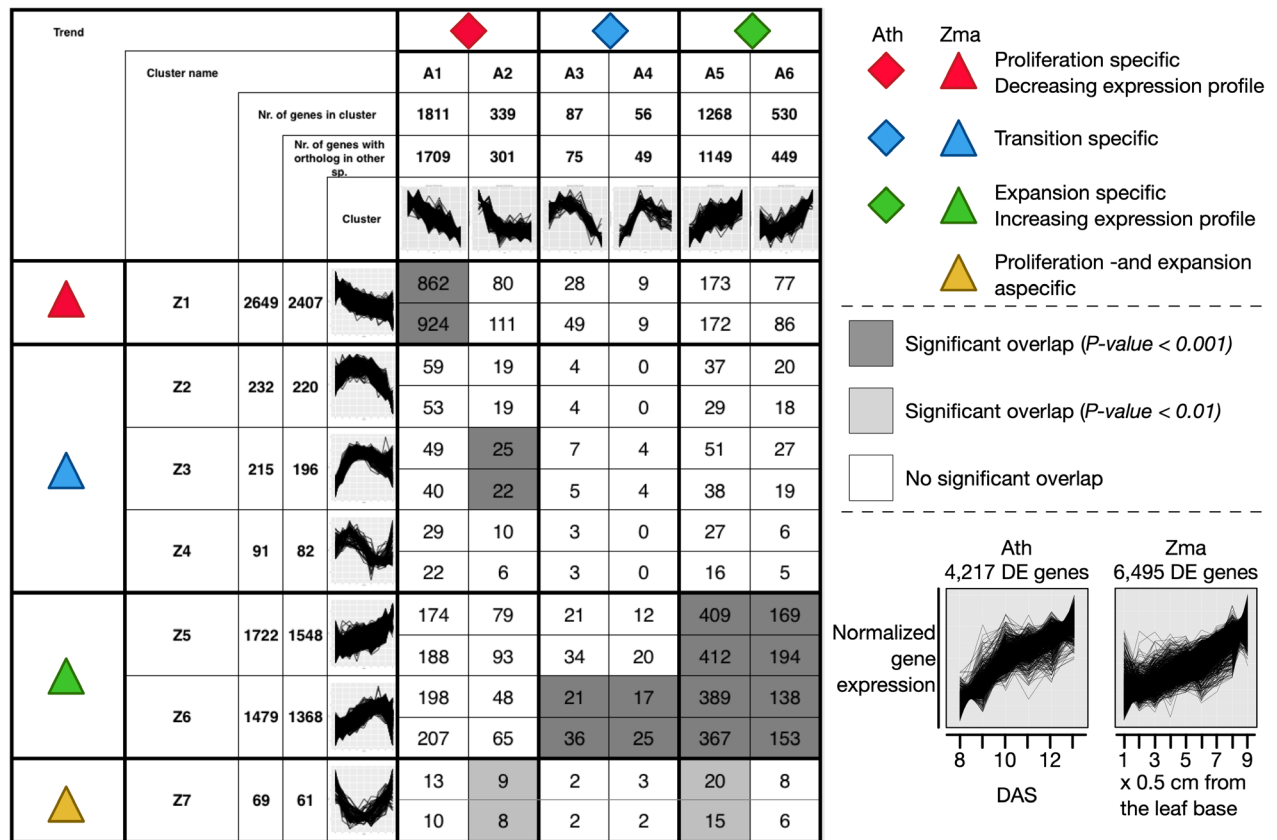 Trend
Cluster name
A1 A2 A3 A4 A5 A6
Nr. of genes in cluster
1811 339 87 56 1268 530
Nr. of genes with
ortholog in other
sp.
1709 301 75 49 1149 449
Cluster
Z1 2649 2407
862 80 28 9 173 77
924 111 49 9 172 86
Z2 232 220
59 19 4 0 37 20
53 19 4 0 29 18
Z3 215 196
49 25 7 4 51 27
40 22 5 4 38 19
Z4 91 82
29 10 3 0 27 6
22 6 3 0 16 5
Z5 1722 1548
174 79 21 12 409 169
188 93 34 20 412 194
Z6 1479 1368
198 48 21 17 389 138
207 65 36 25 367 153
Z7 69 61
13 9 2 3 20 8
10 8 2 2 15 6
Ath Zma
Proliferation specific
Decreasing expression profile
Transition specific
Expansion specific
Increasing expression profile
Proliferation -and expansion
aspecific
Significant overlap (P-value < 0.001)
Significant overlap (P-value < 0.01)
No significant overlap
Ath
4,217 DE genes
Zma
6,495 DE genes
Normalized
gene
expression
8 10 12
DAS
1 3 5 7 9
x 0.5 cm from
the leaf base